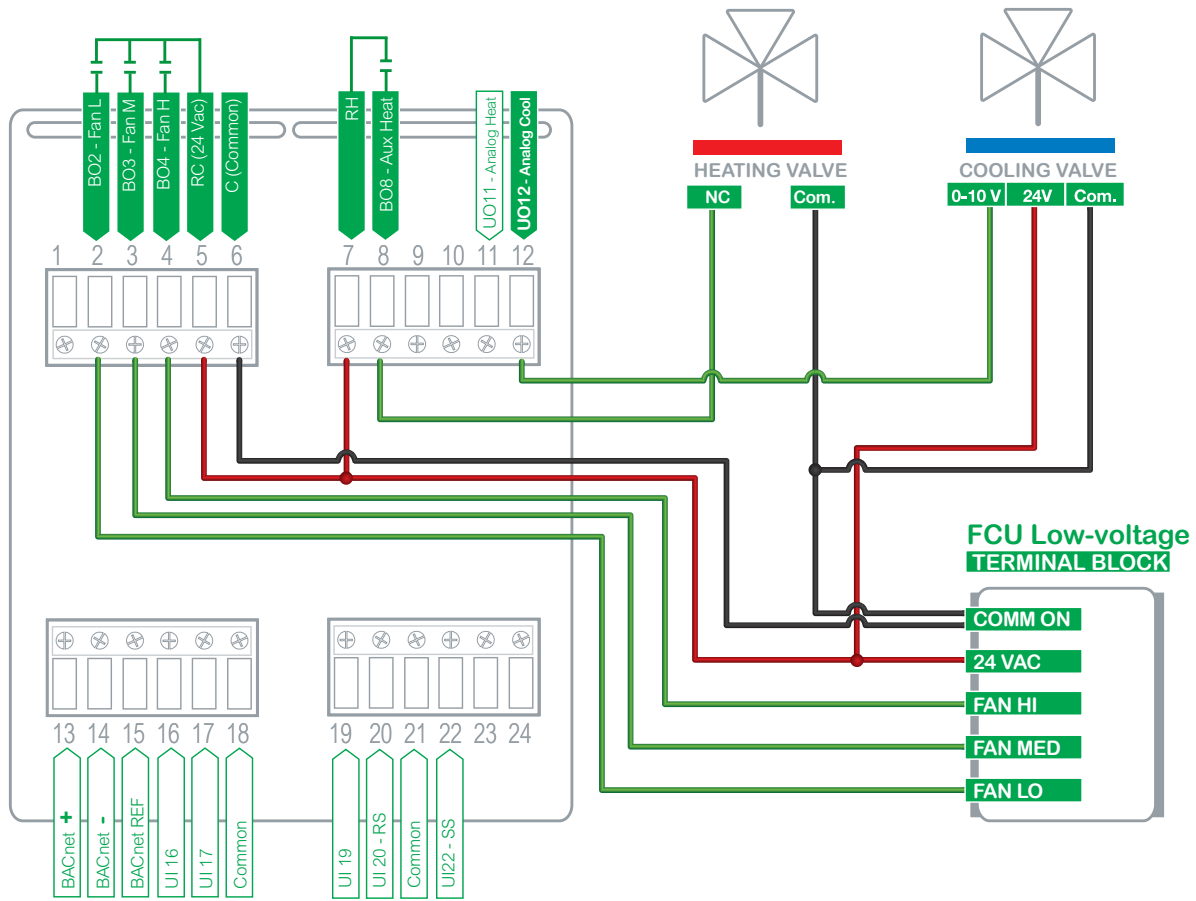 BO2 - Fan L
BO3 - Fan M
BO4 - Fan H
RC (24 Vac)
C (Common)
RH
BO8 - Aux Heat
UO11 - Analog Heat
UO12 - Analog Cool
HEATING VALVE
NC
Com.
COOLING VALVE
0-10 V
24V
Com.
1
2
3
4
5
6
7
8
9
10
11
12
FCU Low-voltage
TERMINAL BLOCK
COMM ON
24 VAC
FAN HI
FAN MED
FAN LO
13
14
15
16
17
18
19
20
21
22
23
24
BACnet +
BACnet -
BACnet REF
UI 16
UI 17
Common
UI 19
UI 20 - RS
Common
UI22 - SS